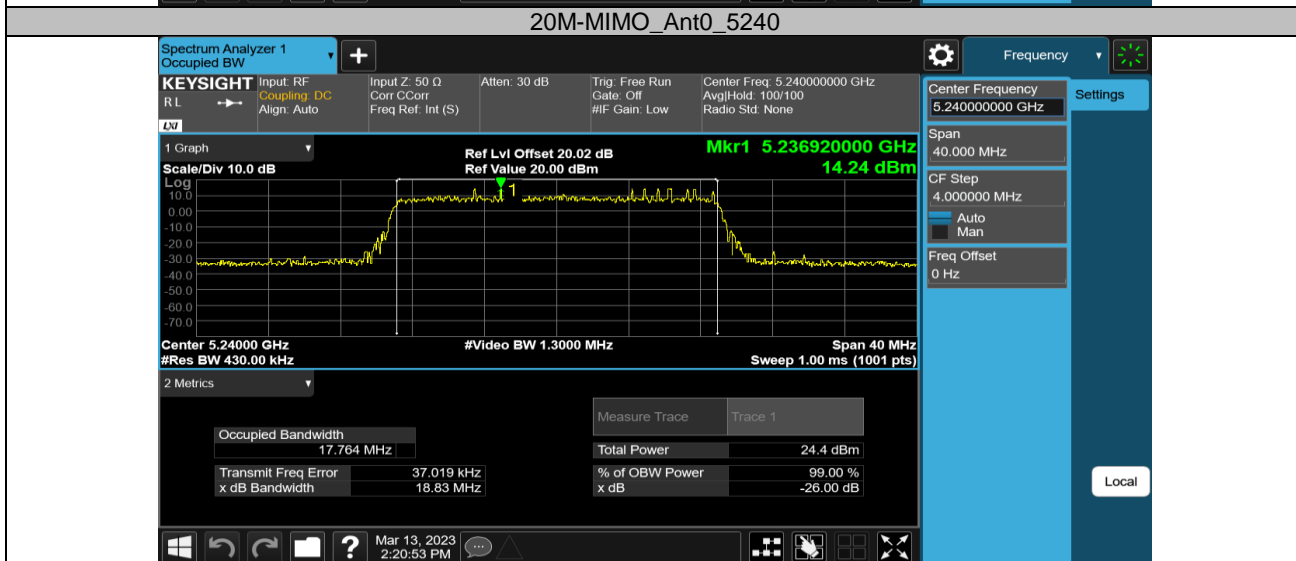 20M-MIMO_Ant0_5240
Spectrum Analyzer 1
Occupied BW
+
Frequency
KEYSIGHT
R L
LXI
Input: RF
Coupling: DC
Align: Auto
Input Z: 50 Ω
Corr CCorr
Freq Ref: Int (S)
Atten: 30 dB
Trig: Free Run
Gate: Off
#IF Gain: Low
Center Freq: 5.240000000 GHz
Avg|Hold: 100/100
Radio Std: None
Center Frequency
5.240000000 GHz
Settings
Span
40.000 MHz
CF Step
4.000000 MHz
Auto
Man
Freq Offset
0 Hz
1 Graph
Scale/Div 10.0 dB
Ref Lvl Offset 20.02 dB
Ref Value 20.00 dBm
Mkr1 5.236920000 GHz
14.24 dBm
Log
10.0
0.00
-10.0
-20.0
-30.0
-40.0
-50.0
-60.0
-70.0
1
Center 5.24000 GHz
#Res BW 430.00 kHz
#Video BW 1.3000 MHz
Span 40 MHz
Sweep 1.00 ms (1001 pts)
2 Metrics
Measure Trace Trace 1
Occupied Bandwidth
17.764 MHz
Total Power 24.4 dBm
Transmit Freq Error 37.019 kHz
% of OBW Power 99.00 %
x dB Bandwidth 18.83 MHz
x dB -26.00 dB
Local
?
Mar 13, 2023
2:20:53 PM